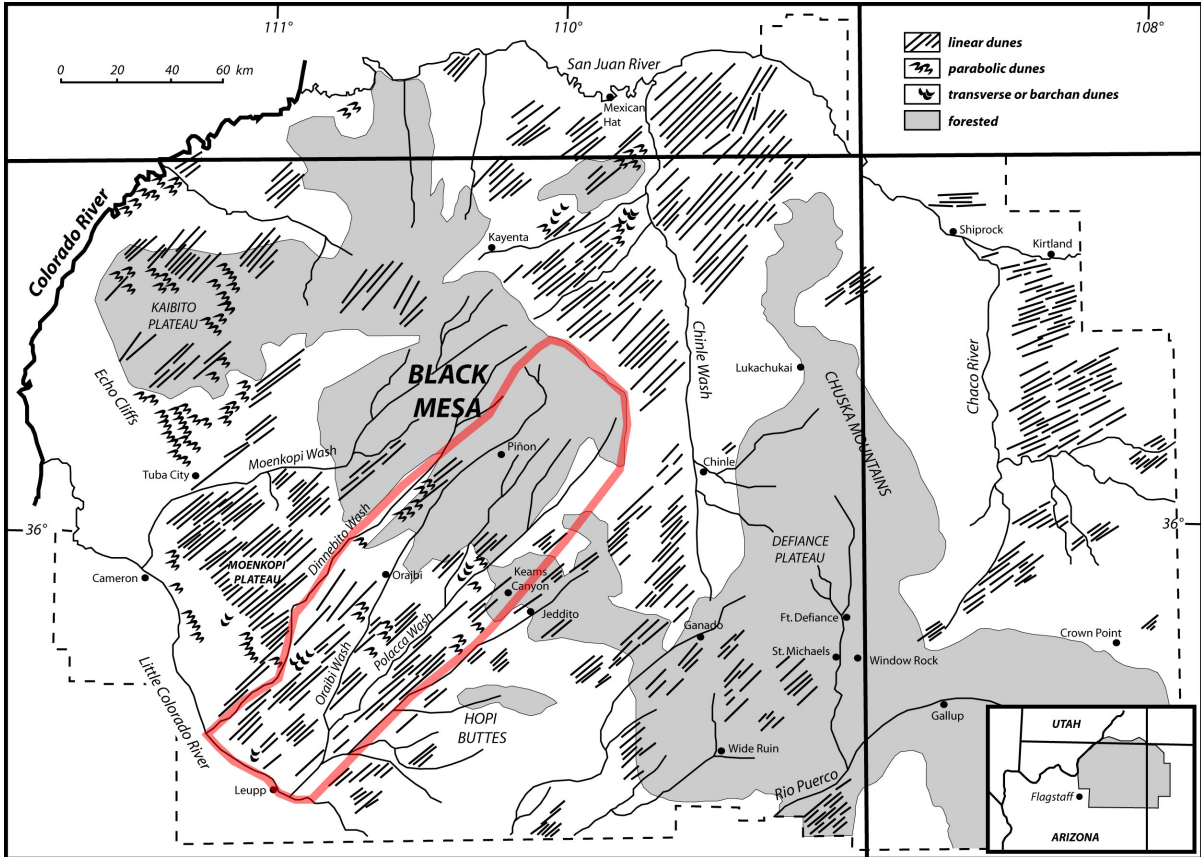 111°
110°
108°
0 20 40 60 km
San Juan River
Mexican
Hat
linear dunes
parabolic dunes
transverse or barchan dunes
forested
Colorado River
Kayenta
Shiprock
Kirtland
KAIBITO
PLATEAU
Echo Cliffs
BLACK
MESA
Chinle Wash
Lukachukai
CHUSKA MOUNTAINS
Chaco River
Moenkopi Wash
Piñon
Tuba City
Chinle
36°
36°
Dinnebito Wash
DEFIANCE
PLATEAU
MOENKOPI
PLATEAU
Cameron
Oraibi
Keams
Canyon
Jeddito
Polacca Wash
Oraibi Wash
Ganado
Ft. Defiance
Crown Point
St. Michaels
Window Rock
Little Colorado River
HOPI
BUTTES
Gallup
Wide Ruin
Leupp
Rio Puerco
UTAH
Flagstaff
ARIZONA